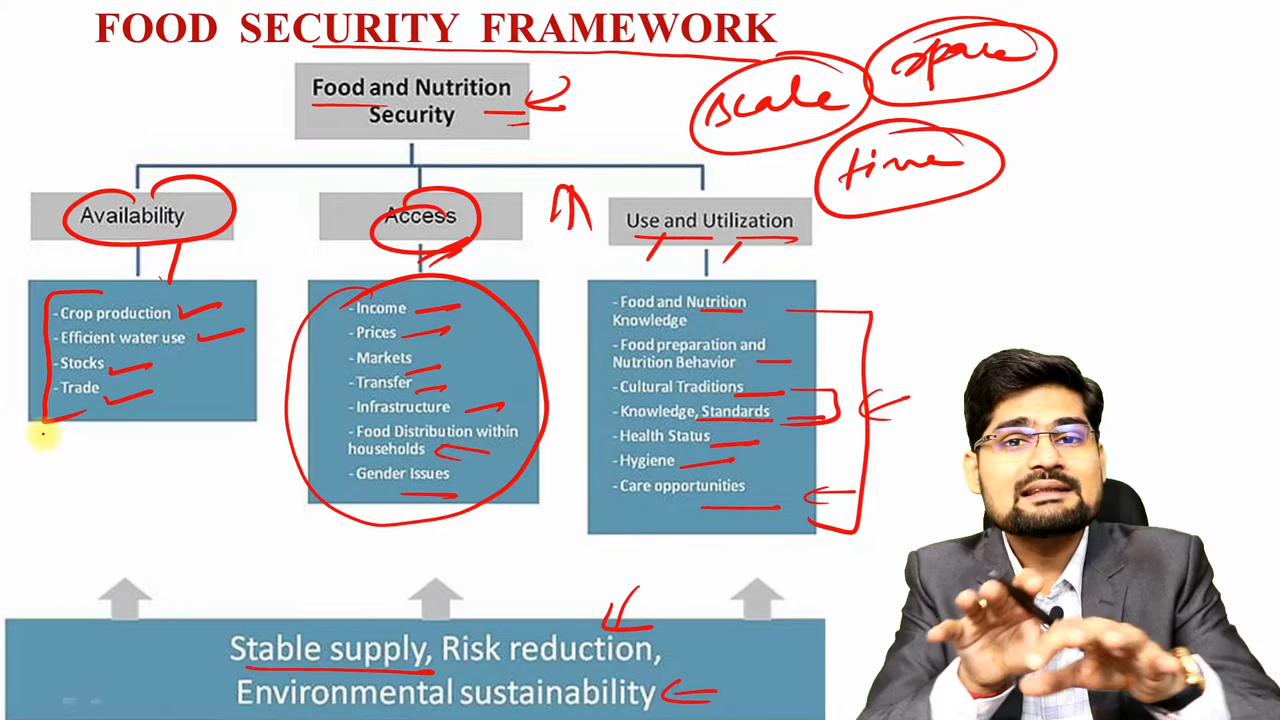 FOOD SECURITY FRAMEWORK
scale
space
time
Food and Nutrition
Security
Availability
Access
Use and Utilization
- Crop production
- Efficient water use
- Stocks
- Trade
- Income
- Prices
- Markets
- Transfer
- Infrastructure
- Food Distribution within
households
- Gender Issues
- Food and Nutrition
Knowledge
- Food preparation and
Nutrition Behavior
- Cultural Traditions
- Knowledge, Standards
- Health Status
- Hygiene
- Care opportunities
Stable supply, Risk reduction,
Environmental sustainability